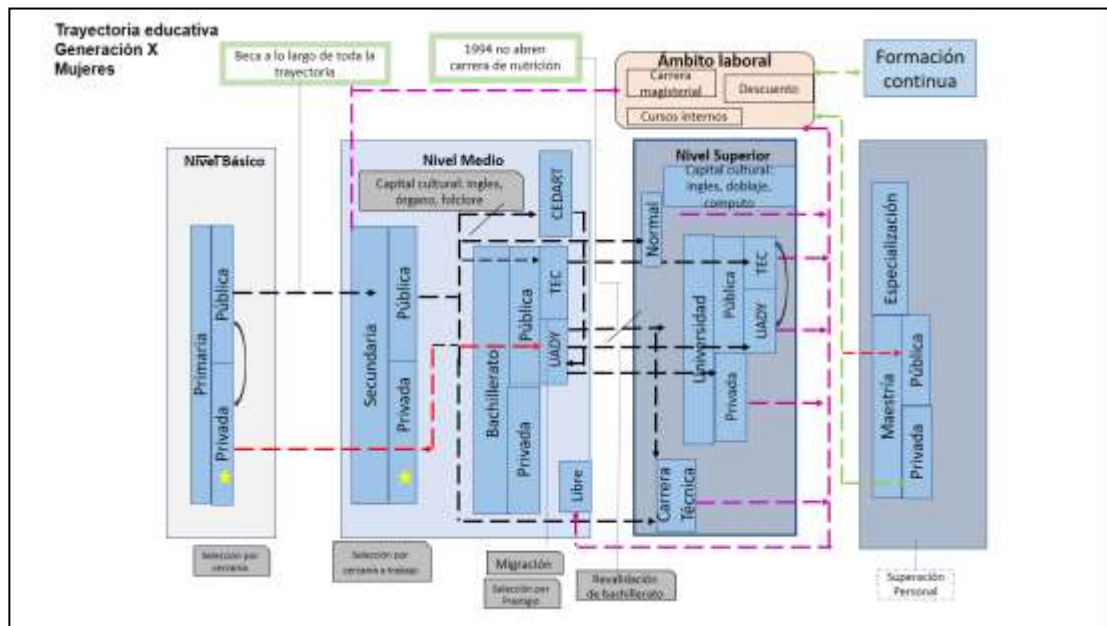 Trayectoria educativa
Generación X
Mujeres
Beca a lo largo de toda la
trayectoria
1994 no abren
carrera de nutrición
Ámbito laboral
Carrera
magisterial
Descuento
Cursos internos
Formación
continua
Nivel Básico
Primaria
Pública
Privada
Selección por
cercania
Nivel Medio
Capital cultural: ingles,
órgano, folclore
CEDART
Secundaria
Pública
Privada
Bachillerato
Pública
Privada
TEC
UADY
Libre
Selección por
cercania a trabajo
Migración
Selección por
Prestigio
Revalidación
de bachillerato
Nivel Superior
Capital cultural:
ingles, doblaje,
computo
Normal
Universidad
Pública
Privada
TEC
UADY
Carrera
Técnica
Especialización
Maestría
Pública
Privada
Superación
Personal